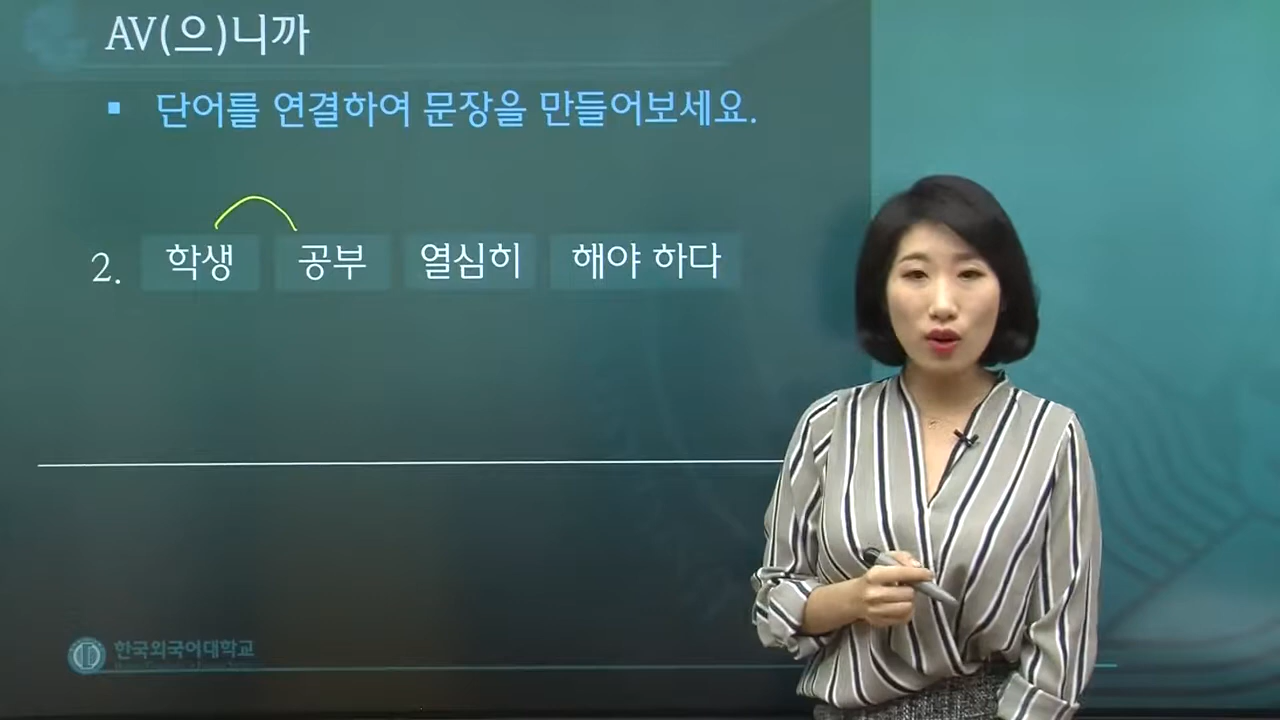 AV(으)니까
▪ 단어를 연결하여 문장을 만들어보세요.
2. 학생 공부 열심히 해야 하다
한국외국어대학교